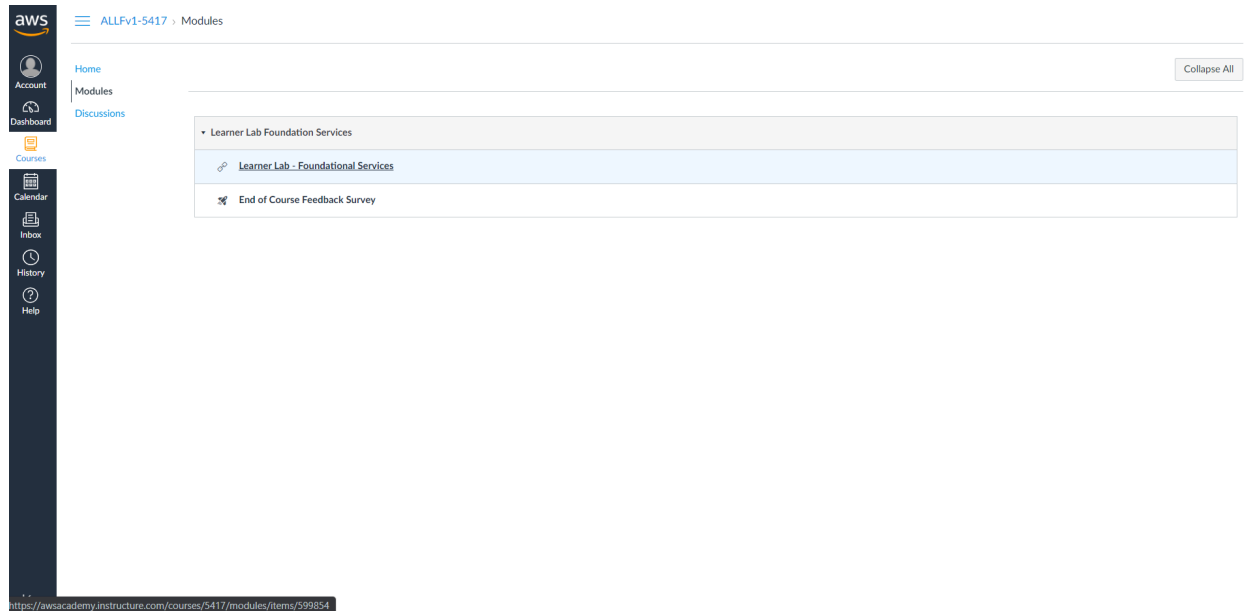 aws
ALLFv1-5417 › Modules
Account
Dashboard
Courses
Calendar
Inbox
History
Help
Home
Modules
Discussions
Collapse All
Learner Lab Foundation Services
Learner Lab - Foundational Services
End of Course Feedback Survey
https://awsacademy.instructure.com/courses/5417/modules/items/599854